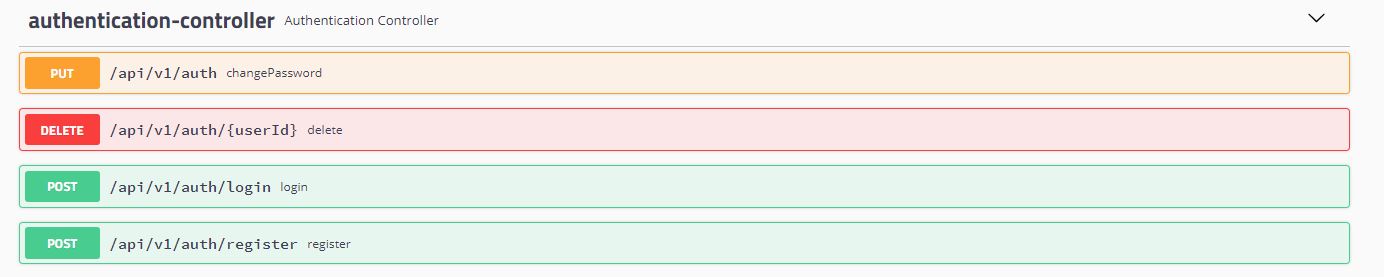 authentication-controller Authentication Controller
PUT /api/v1/auth changePassword
DELETE /api/v1/auth/{userId} delete
POST /api/v1/auth/login login
POST /api/v1/auth/register register